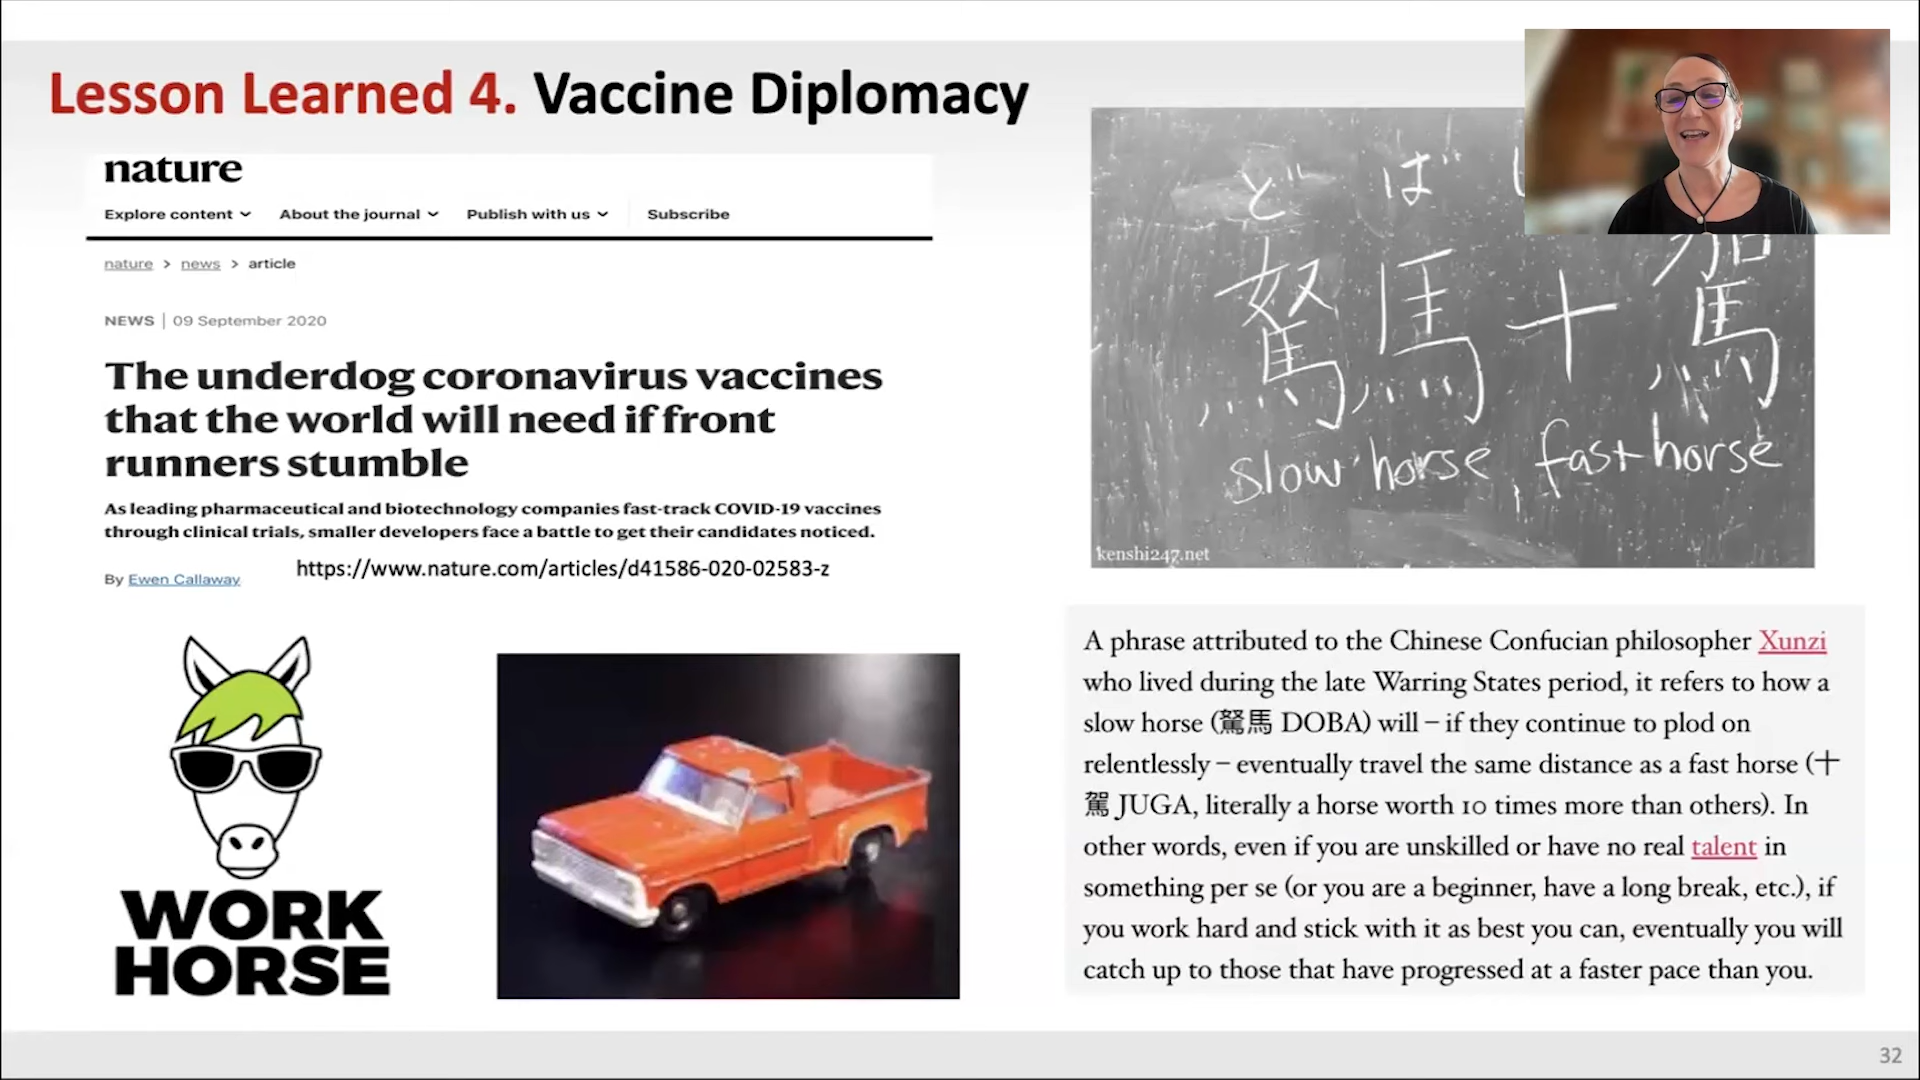 Lesson Learned 4. Vaccine Diplomacy
nature
Explore content About the journal Publish with us Subscribe
nature > news > article
NEWS | 09 September 2020
The underdog coronavirus vaccines
that the world will need if front
runners stumble
As leading pharmaceutical and biotechnology companies fast-track COVID-19 vaccines
through clinical trials, smaller developers face a battle to get their candidates noticed.
By Ewen Callaway
https://www.nature.com/articles/d41586-020-02583-z
WORK
HORSE
ど ば
駑馬十駕
slow horse, fast horse
kenshi247.net
A phrase attributed to the Chinese Confucian philosopher Xunzi
who lived during the late Warring States period, it refers to how a
slow horse (駑馬 DOBA) will – if they continue to plod on
relentlessly – eventually travel the same distance as a fast horse (十
駕 JUGA, literally a horse worth 10 times more than others). In
other words, even if you are unskilled or have no real talent in
something per se (or you are a beginner, have a long break, etc.), if
you work hard and stick with it as best you can, eventually you will
catch up to those that have progressed at a faster pace than you.
32